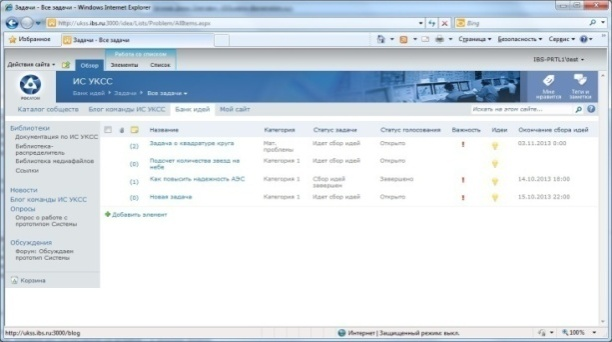 Задачи - Все задачи - Windows Internet Explorer
http://ukss.ibs.ru:3000/idea/Lists/Problem/AllItems.aspx
Bing
Избранное
Задачи - Все задачи
Страница
Безопасность
Сервис
Действия сайта
Обзор
Работа со списком
Элементы
Список
IBS-PRTL1\test
РОСАТОМ
ИС УКСС
Банк идей
Задачи
Все задачи
Мне нравится
Теги и заметки
Каталог сообществ
Блог команды ИС УКСС
Банк идей
Мой сайт
Искать на этом сайте...
Библиотеки
Документация по ИС УКСС
Библиотека-распределитель
Библиотека медиафайлов
Ссылки
Новости
Блог команды ИС УКСС
Опросы
Опрос о работе с прототипом Системы
Обсуждения
Форум: Обсуждаем прототип Системы
Корзина
Название Категория Статус задачи Статус голосования Важность Идеи Окончание сбора идей
(2) Задача о квадратуре круга Мат. проблемы Идет сбор идей Открыто 03.11.2013 0:00
(0) Подсчет количества звезд на небе Категория 1 Идет сбор идей Открыто
(1) Как повысить надежность АЭС Категория 1 Сбор идей завершен Завершено 14.10.2013 16:00
(0) Новая задача Категория 1 Идет сбор идей Открыто 15.10.2013 22:00
Добавить элемент
http://ukss.ibs.ru:3000/blog
Интернет | Защищенный режим: выкл.
100%